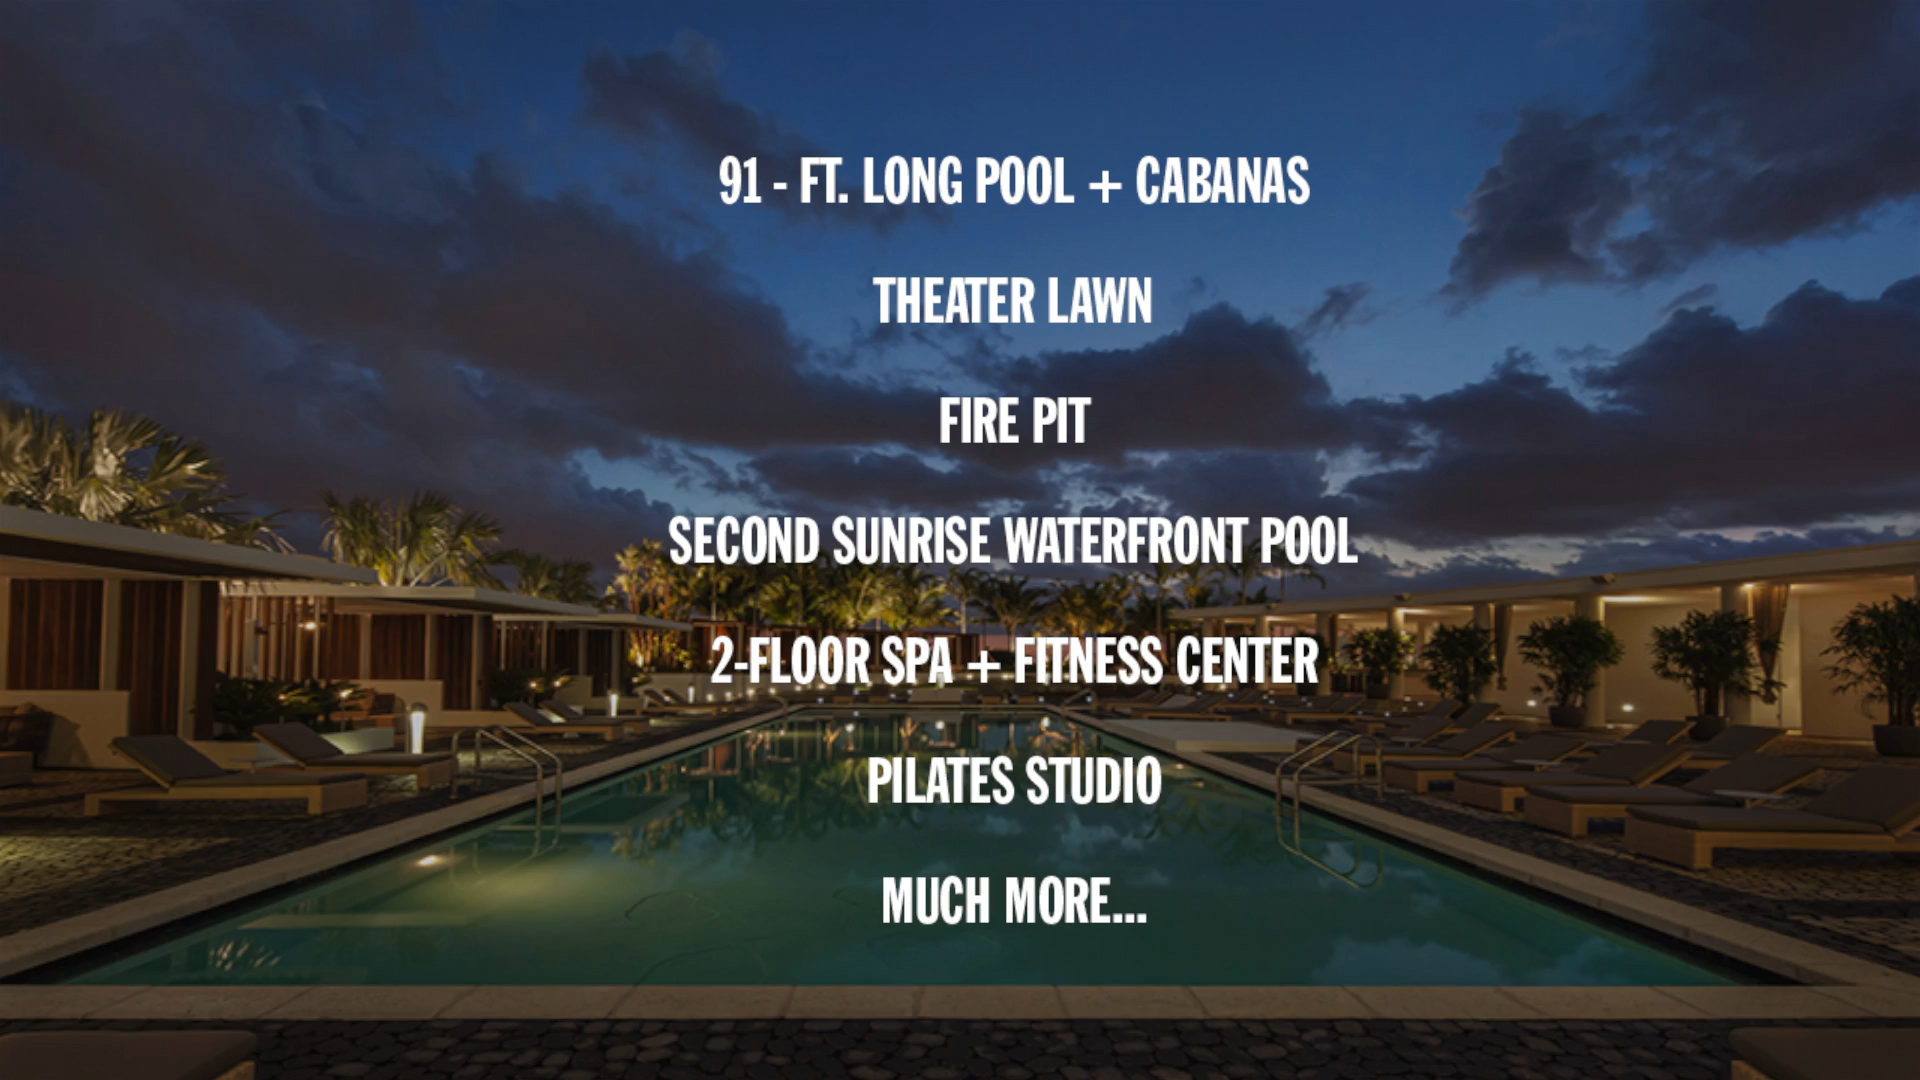 91 - FT. LONG POOL + CABANAS
THEATER LAWN
FIRE PIT
SECOND SUNRISE WATERFRONT POOL
2-FLOOR SPA + FITNESS CENTER
PILATES STUDIO
MUCH MORE...